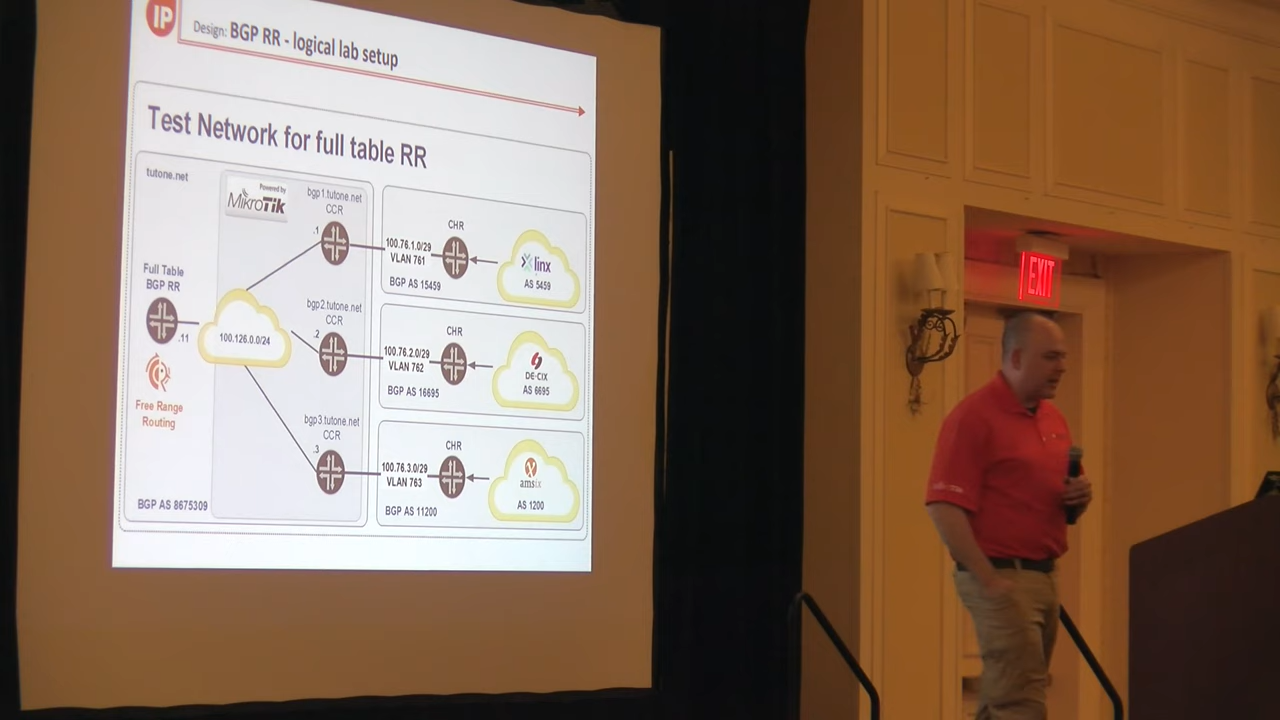 IP
Design: BGP RR - logical lab setup
Test Network for full table RR
tutone.net
Powered by
MikroTik
bgp1.tutone.net
CCR
.1
100.76.1.0/29
VLAN 761
CHR
BGP AS 15459
linx
AS 5459
Full Table
BGP RR
.11
100.126.0.0/24
bgp2.tutone.net
CCR
.2
100.76.2.0/29
VLAN 762
CHR
BGP AS 16695
DE-CIX
AS 6695
Free Range
Routing
bgp3.tutone.net
CCR
.3
100.76.3.0/29
VLAN 763
CHR
BGP AS 11200
amsix
AS 1200
BGP AS 8675309
EXIT